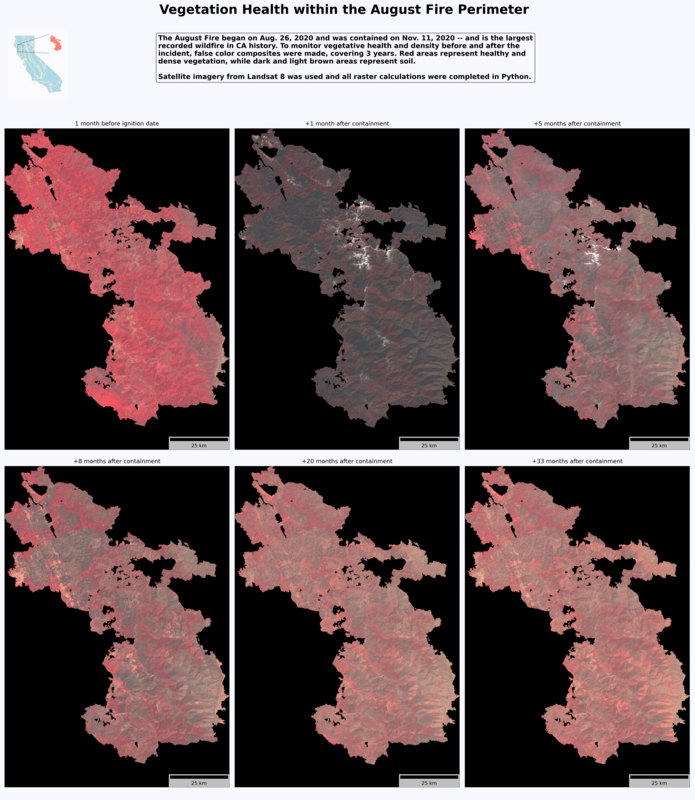 Vegetation Health within the August Fire Perimeter
The August Fire began on Aug. 26, 2020 and was contained on Nov. 11, 2020 -- and is the largest
recorded wildfire in CA history. To monitor vegetative health and density before and after the
incident, false color composites were made, covering 3 years. Red areas represent healthy and
dense vegetation, while dark and light brown areas represent soil.
Satellite imagery from Landsat 8 was used and all raster calculations were completed in Python.
1 month before ignition date
+1 month after containment
+5 months after containment
25 km
25 km
25 km
+8 months after containment
+20 months after containment
+33 months after containment
25 km
25 km
25 km